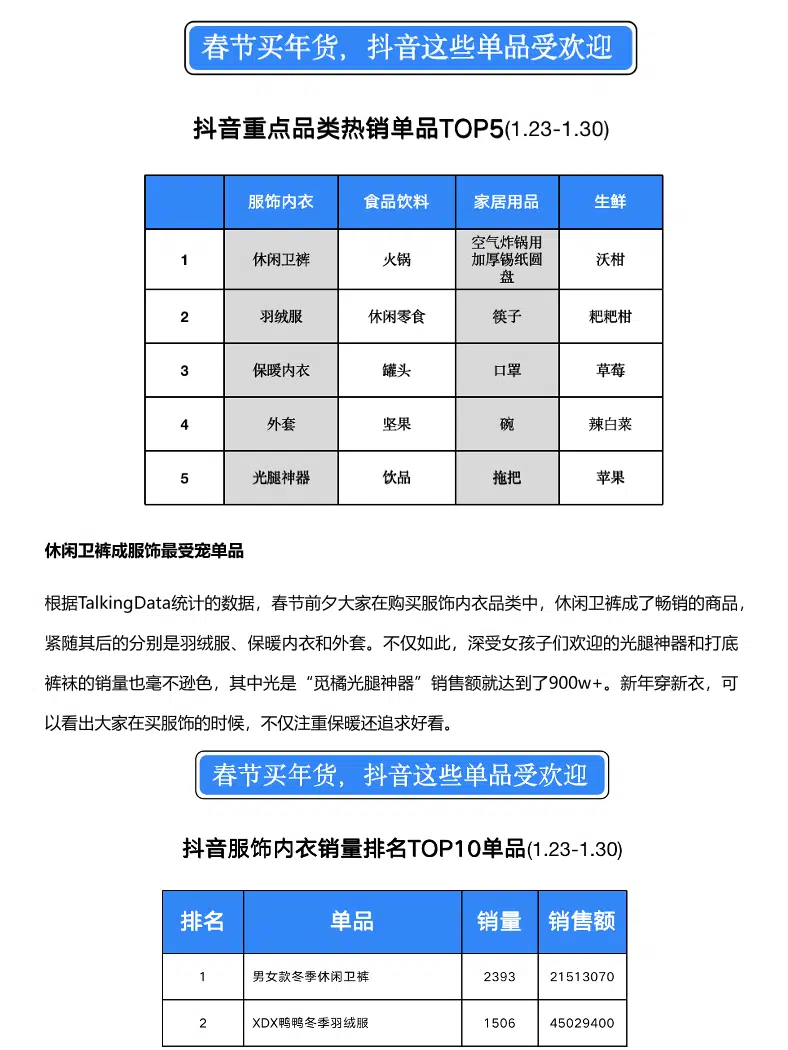 春节买年货，抖音这些单品受欢迎
抖音重点品类热销单品TOP5(1.23-1.30)
服饰内衣 食品饮料 家居用品 生鲜
1 休闲卫裤 火锅 空气炸锅用加厚锡纸圆盘 沃柑
2 羽绒服 休闲零食 筷子 粑粑柑
3 保暖内衣 罐头 口罩 草莓
4 外套 坚果 碗 辣白菜
5 光腿神器 饮品 拖把 苹果
休闲卫裤成服饰最受宠单品
根据TalkingData统计的数据，春节前夕大家在购买服饰内衣品类中，休闲卫裤成了畅销的商品，
紧随其后的分别是羽绒服、保暖内衣和外套。不仅如此，深受女孩子们欢迎的光腿神器和打底
裤袜的销量也毫不逊色，其中光是“觅橘光腿神器”销售额就达到了900w+。新年穿新衣，可
以看出大家在买服饰的时候，不仅注重保暖还追求好看。
春节买年货，抖音这些单品受欢迎
抖音服饰内衣销量排名TOP10单品(1.23-1.30)
排名 单品 销量 销售额
1 男女款冬季休闲卫裤 2393 21513070
2 XDX鸭鸭冬季羽绒服 1506 45029400